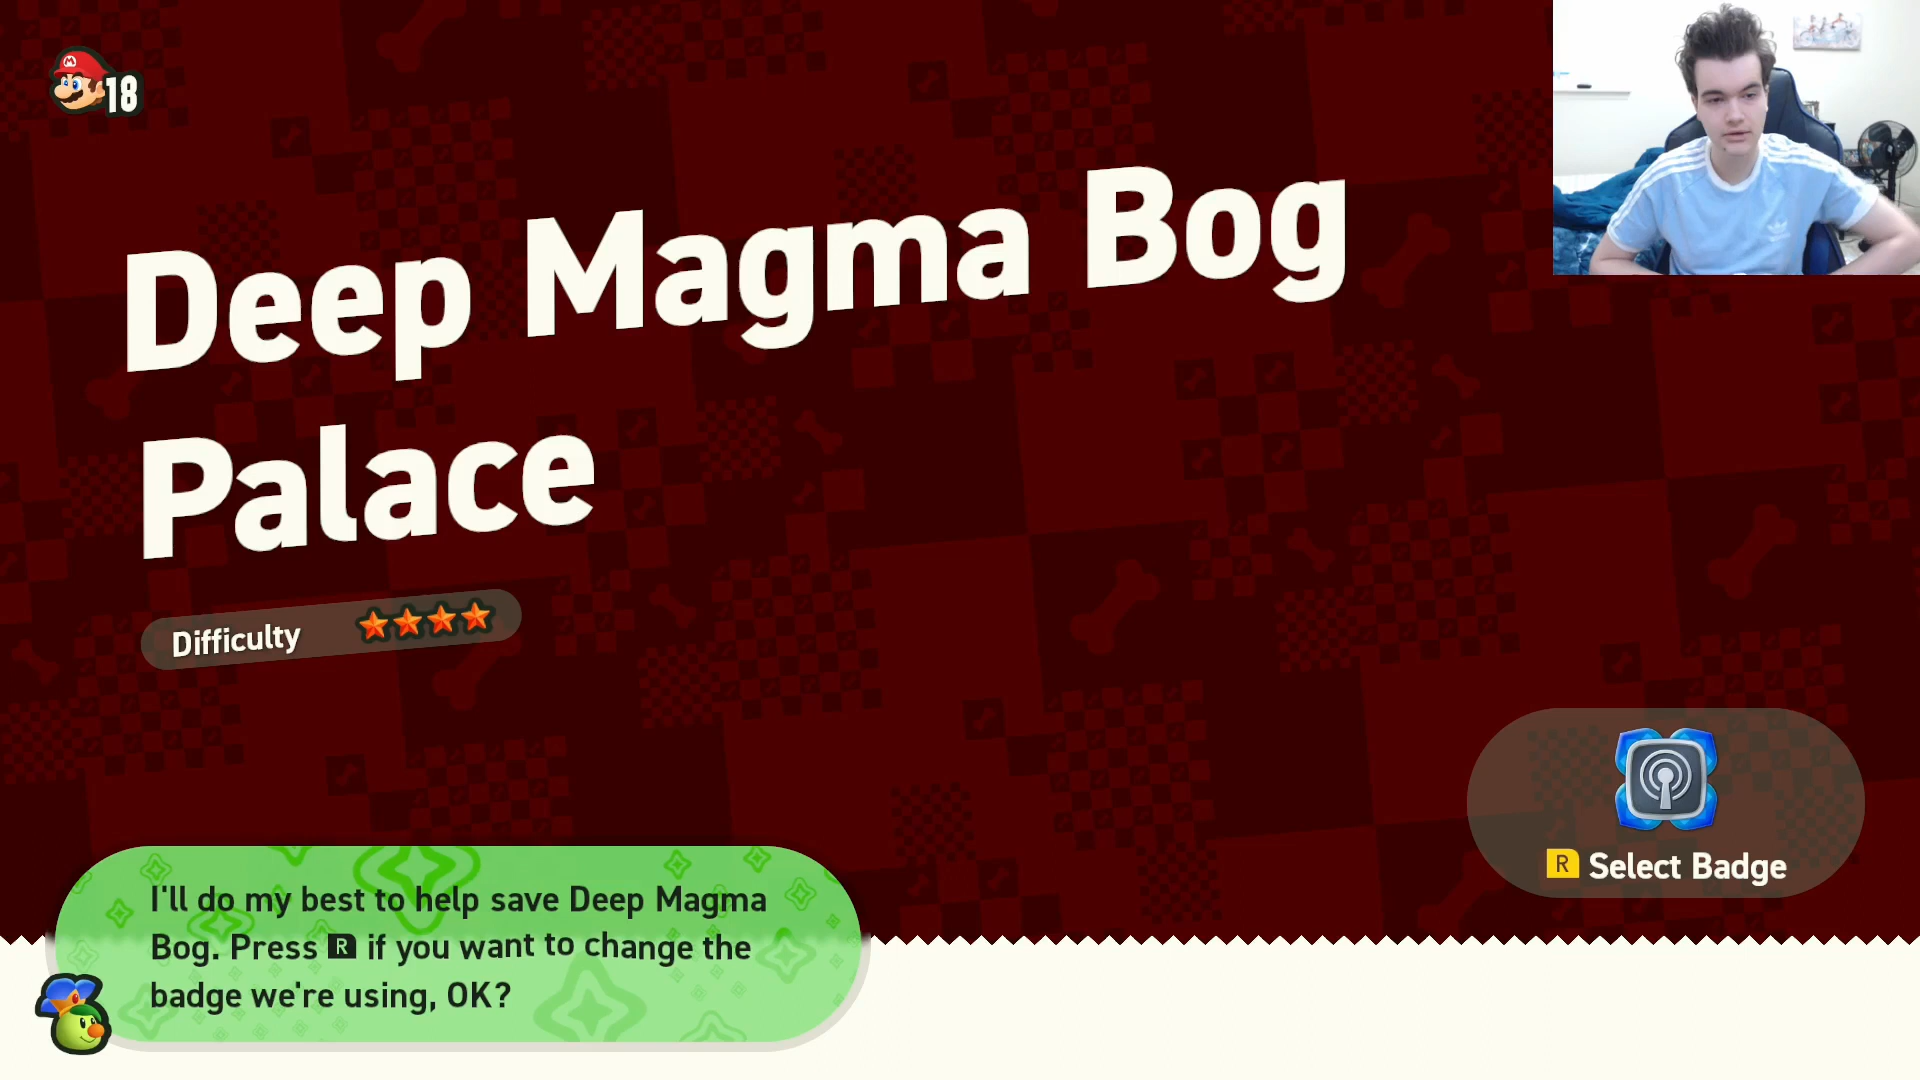 18
Deep Magma Bog
Palace
Difficulty
R Select Badge
I'll do my best to help save Deep Magma
Bog. Press R if you want to change the
badge we're using, OK?